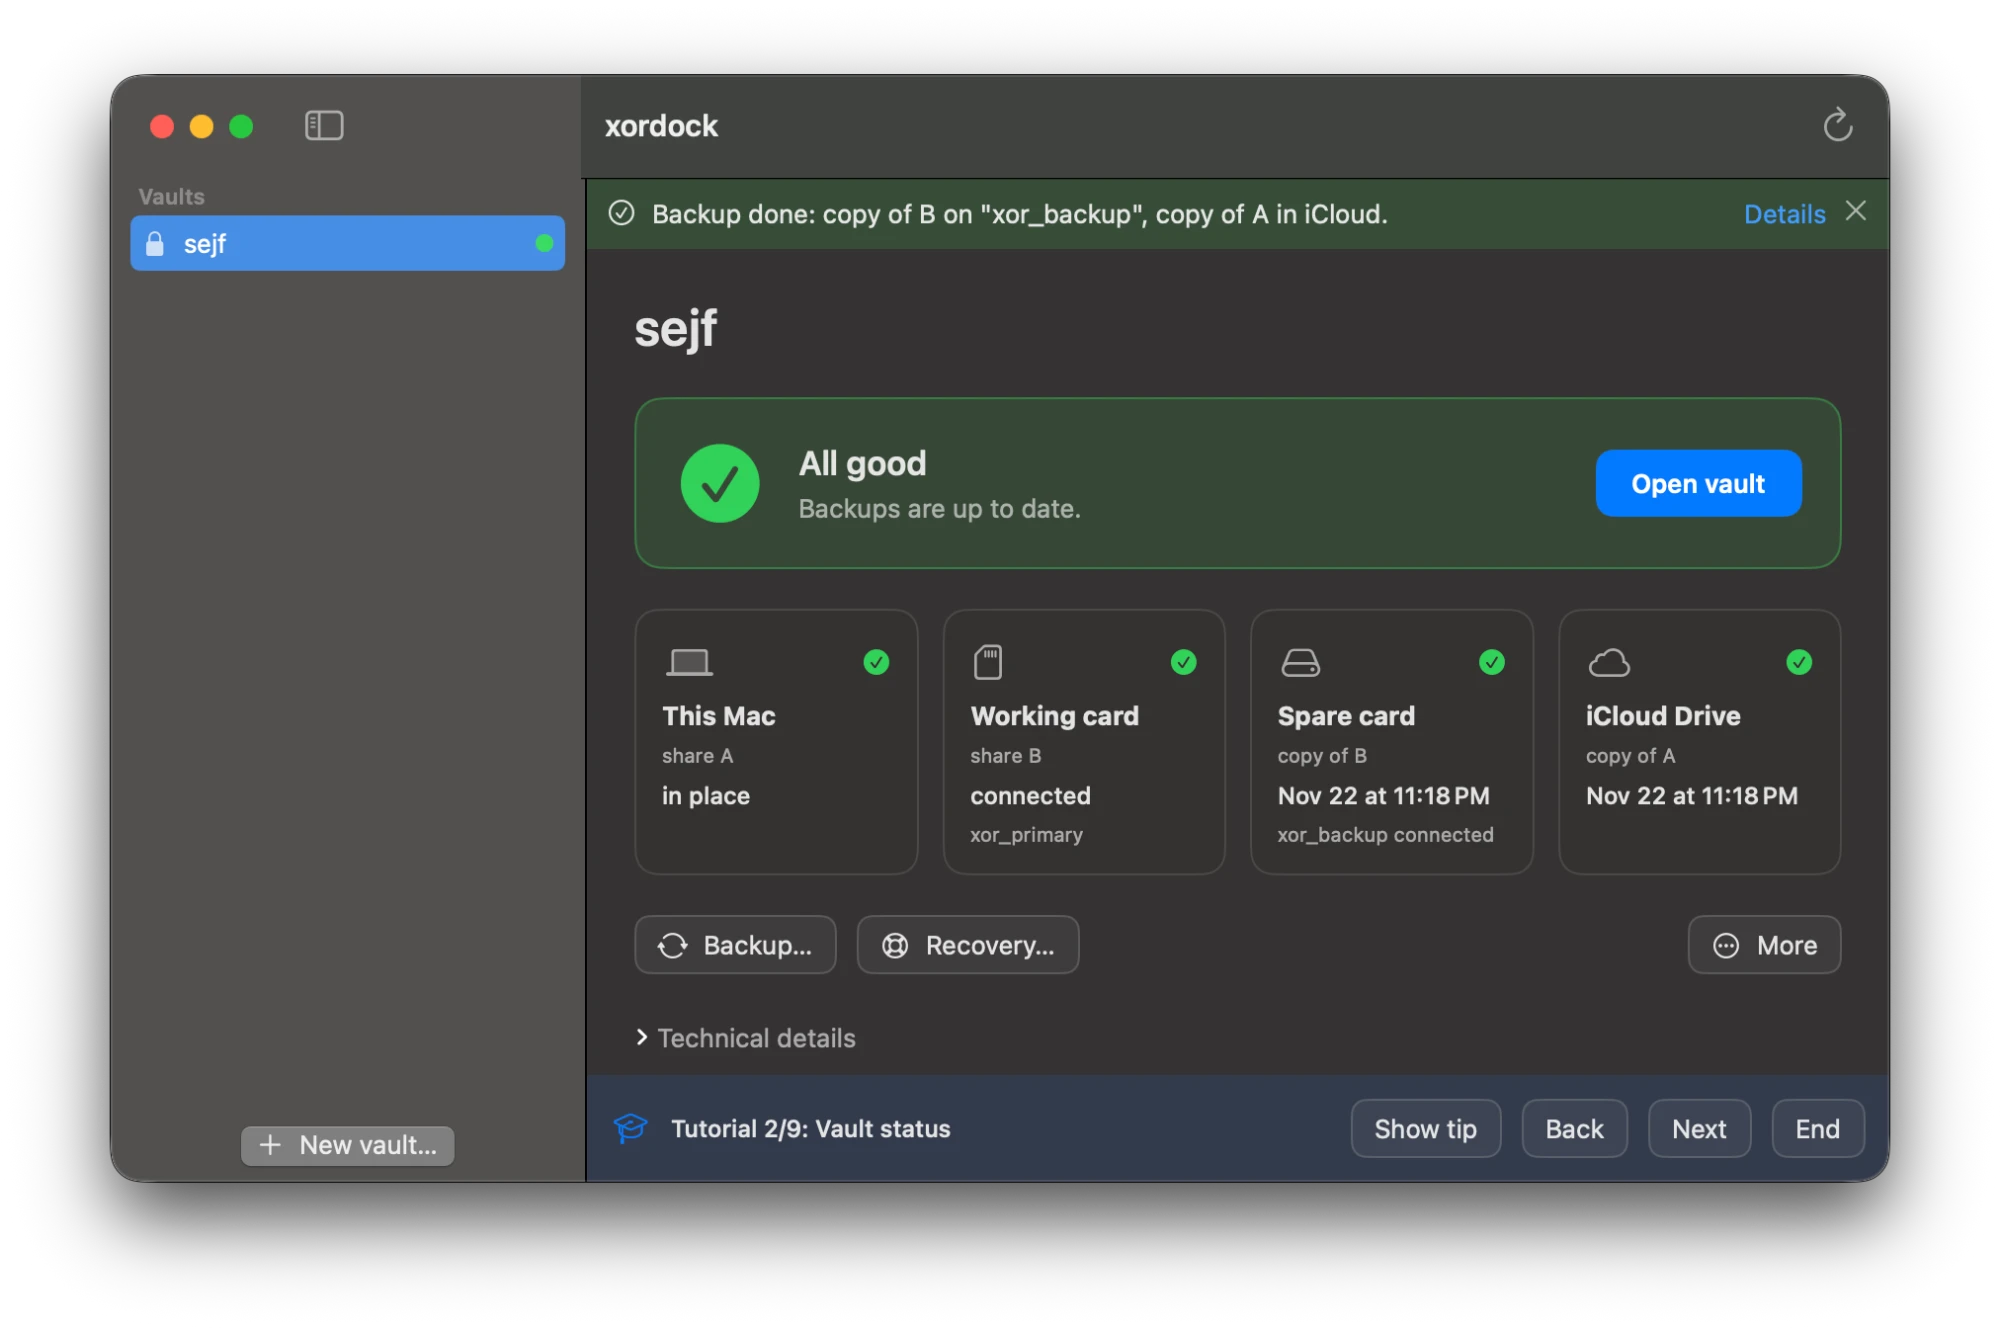 xordock
Vaults
sejf
New vault...
Backup done: copy of B on "xor_backup", copy of A in iCloud.
Details
sejf
All good
Backups are up to date.
Open vault
This Mac
share A
in place
Working card
share B
connected
xor_primary
Spare card
copy of B
Nov 22 at 11:18 PM
xor_backup connected
iCloud Drive
copy of A
Nov 22 at 11:18 PM
Backup...
Recovery...
More
Technical details
Tutorial 2/9: Vault status
Show tip
Back
Next
End